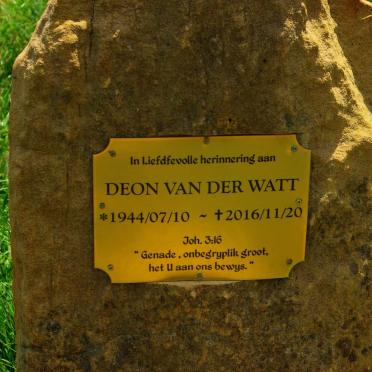 In Liefdfevolle herinnering aan
DEON VAN DER WATT
*1944/07/10 ~ ✝2016/11/20
Joh. 3:16
" Genade , onbegryplik groot,
het U aan ons bewys. "